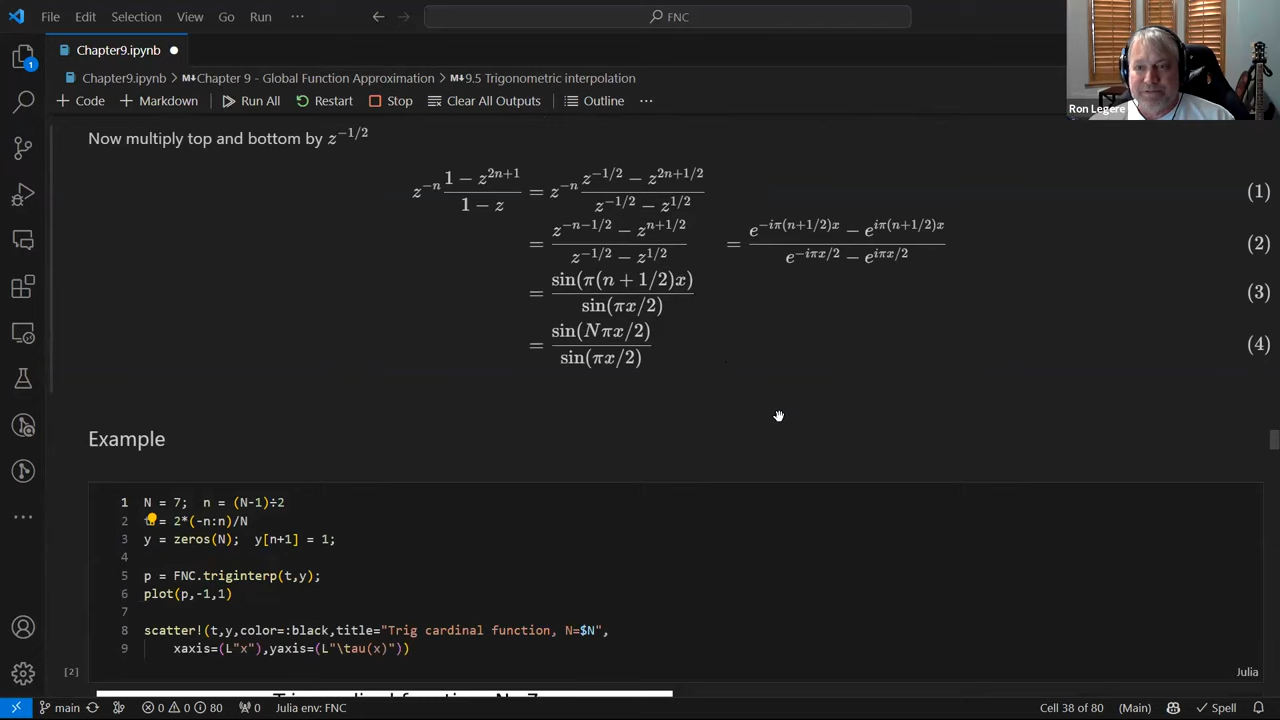 File Edit Selection View Go Run ··· FNC
Chapter9.ipynb
Chapter9.ipynb > Chapter 9 - Global Function Approximation > 9.5 Trigonometric interpolation
+ Code + Markdown Run All Restart Stop Clear All Outputs Outline ···
Ron Legere
Now multiply top and bottom by z^{-1/2}
z^{-n} \frac{1 - z^{2n+1}}{1 - z} = z^{-n} \frac{z^{-1/2} - z^{2n+1/2}}{z^{-1/2} - z^{1/2}} (1)
= \frac{z^{-n-1/2} - z^{n+1/2}}{z^{-1/2} - z^{1/2}} = \frac{e^{-iπ(n+1/2)x} - e^{iπ(n+1/2)x}}{e^{-iπx/2} - e^{iπx/2}} (2)
= \frac{sin(π(n + 1/2)x)}{sin(πx/2)} (3)
= \frac{sin(Nπx/2)}{sin(πx/2)} (4)
Example
1 N = 7; n = (N-1)÷2
2 = 2*(-n:n)/N
3 y = zeros(N); y[n+1] = 1;
4
5 p = FNC.triginterp(t,y);
6 plot(p,-1,1)
7
8 scatter!(t,y,color=:black,title="Trig cardinal function, N=$N",
9 xaxis=(L"x"),yaxis=(L"\tau(x)"))
[2] Julia
1
main 0 0 80 0 Julia env: FNC Cell 38 of 80 (Main) Spell